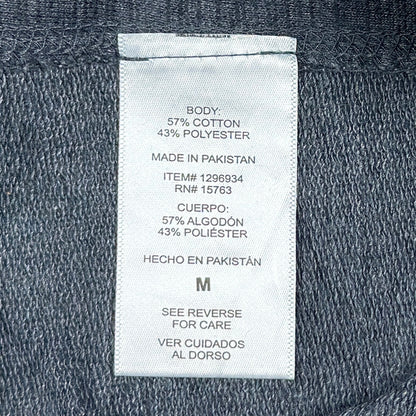 BODY:
57% COTTON
43% POLYESTER
MADE IN PAKISTAN
ITEM# 1296934
RN# 15763
CUERPO:
57% ALGODÓN
43% POLIÉSTER
HECHO EN PAKISTÁN
M
SEE REVERSE
FOR CARE
VER CUIDADOS
AL DORSO